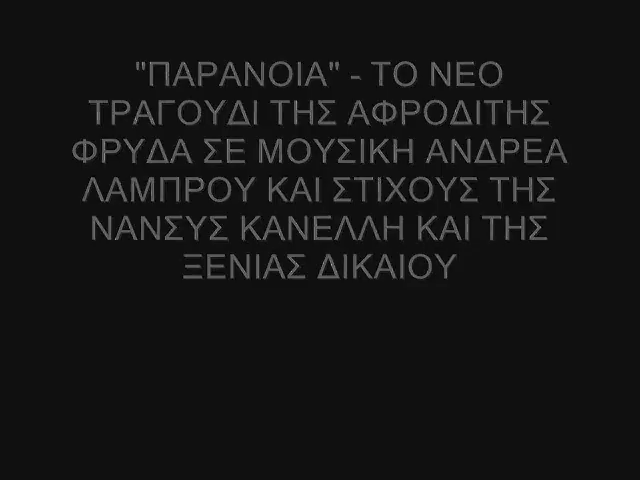 "ΠΑΡΑΝΟΙΑ" - ΤΟ ΝΕΟ
ΤΡΑΓΟΥΔΙ ΤΗΣ ΑΦΡΟΔΙΤΗΣ
ΦΡΥΔΑ ΣΕ ΜΟΥΣΙΚΗ ΑΝΔΡΕΑ
ΛΑΜΠΡΟΥ ΚΑΙ ΣΤΙΧΟΥΣ ΤΗΣ
ΝΑΝΣΥΣ ΚΑΝΕΛΛΗ ΚΑΙ ΤΗΣ
ΞΕΝΙΑΣ ΔΙΚΑΙΟΥ